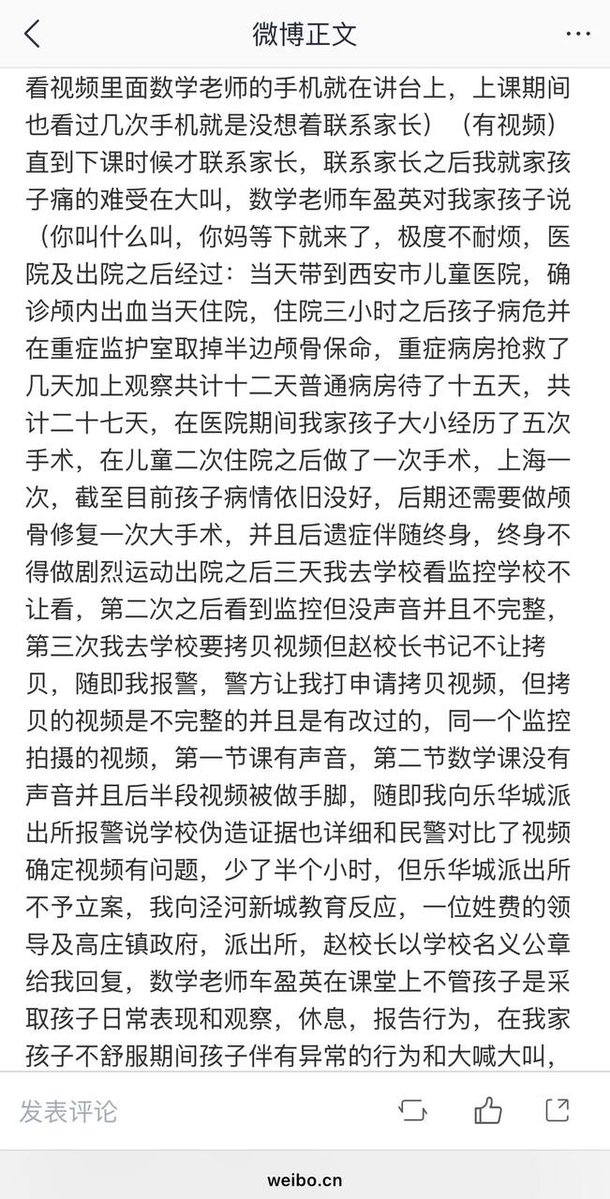 微博正文
看视频里面数学老师的手机就在讲台上，上课期间
也看过几次手机就是没想着联系家长）（有视频）
直到下课时候才联系家长，联系家长之后我就家孩
子痛的难受在大叫，数学老师车盈英对我家孩子说
（你叫什么叫，你妈等下就来了，极度不耐烦，医
院及出院之后经过：当天带到西安市儿童医院，确
诊颅内出血当天住院，住院三小时之后孩子病危并
在重症监护室取掉半边颅骨保命，重症病房抢救了
几天加上观察共计十二天普通病房待了十五天，共
计二十七天，在医院期间我家孩子大小经历了五次
手术，在儿童二次住院之后做了一次手术，上海一
次，截至目前孩子病情依旧没好，后期还需要做颅
骨修复一次大手术，并且后遗症伴随终身，终身不
得做剧烈运动出院之后三天我去学校看监控学校不
让看，第二次之后看到监控但没声音并且不完整，
第三次我去学校要拷贝视频但赵校长书记不让拷
贝，随即我报警，警方让我打申请拷贝视频，但拷
贝的视频是不完整的并且是有改过的，同一个监控
拍摄的视频，第一节课有声音，第二节数学课没有
声音并且后半段视频被做手脚，随即我向乐华城派
出所报警说学校伪造证据也详细和民警对比了视频
确定视频有问题，少了半个小时，但乐华城派出所
不予立案，我向泾河新城教育反应，一位姓费的领
导及高庄镇政府，派出所，赵校长以学校名义公章
给我回复，数学老师车盈英在课堂上不管孩子是采
取孩子日常表现和观察，休息，报告行为，在我家
孩子不舒服期间孩子伴有异常的行为和大喊大叫，
发表评论
weibo.cn